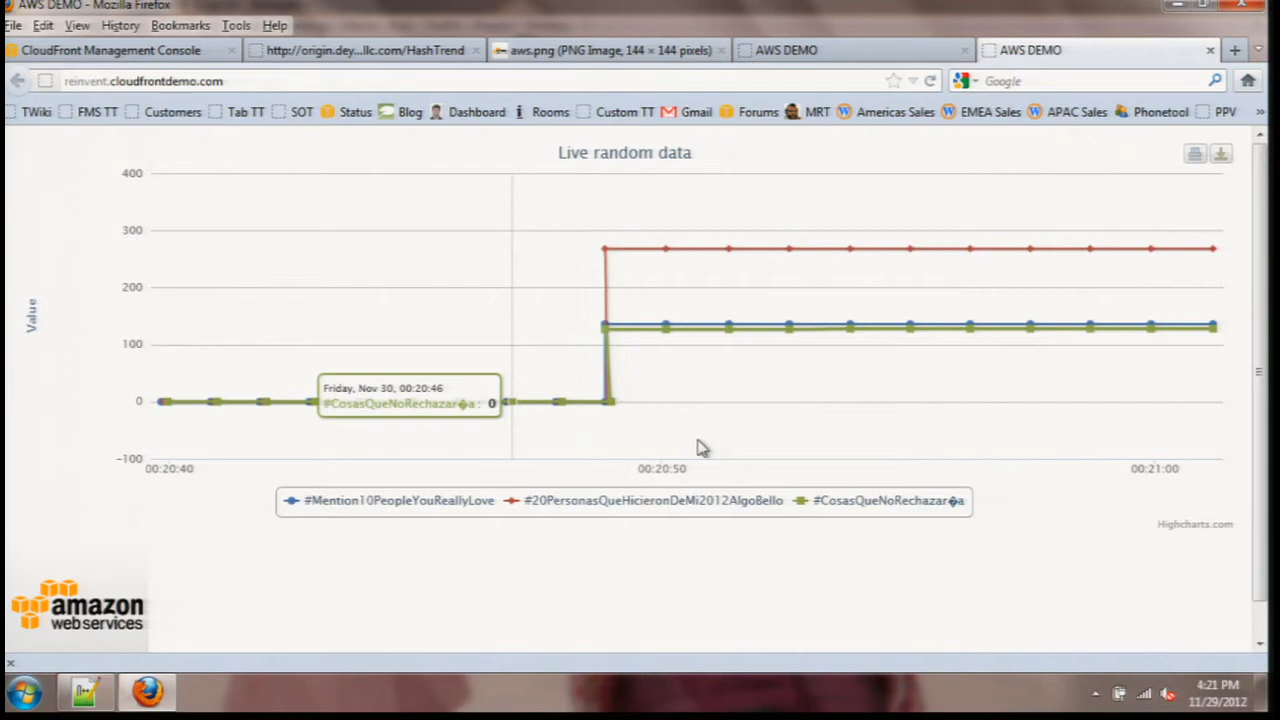 AWS DEMO - Mozilla Firefox
File Edit View History Bookmarks Tools Help
CloudFront Management Console × http://origin.dey...llc.com/HashTrend × aws.png (PNG Image, 144 × 144 pixels) × AWS DEMO × AWS DEMO × +
reinvent.cloudfrontdemo.com Google
TWiki FMS TT Customers Tab TT SOT Status Blog Dashboard Rooms Custom TT Gmail Forums MRT Americas Sales EMEA Sales APAC Sales Phonetool PPV »
Live random data
400
300
200
100
0
-100
Value
Friday, Nov 30, 00:20:46
#CosasQueNoRechazar�a: 0
00:20:40 00:20:50 00:21:00
#Mention10PeopleYouReallyLove #20PersonasQueHicieronDeMi2012AlgoBello #CosasQueNoRechazar�a
Highcharts.com
amazon
web services
×
4:21 PM
11/29/2012